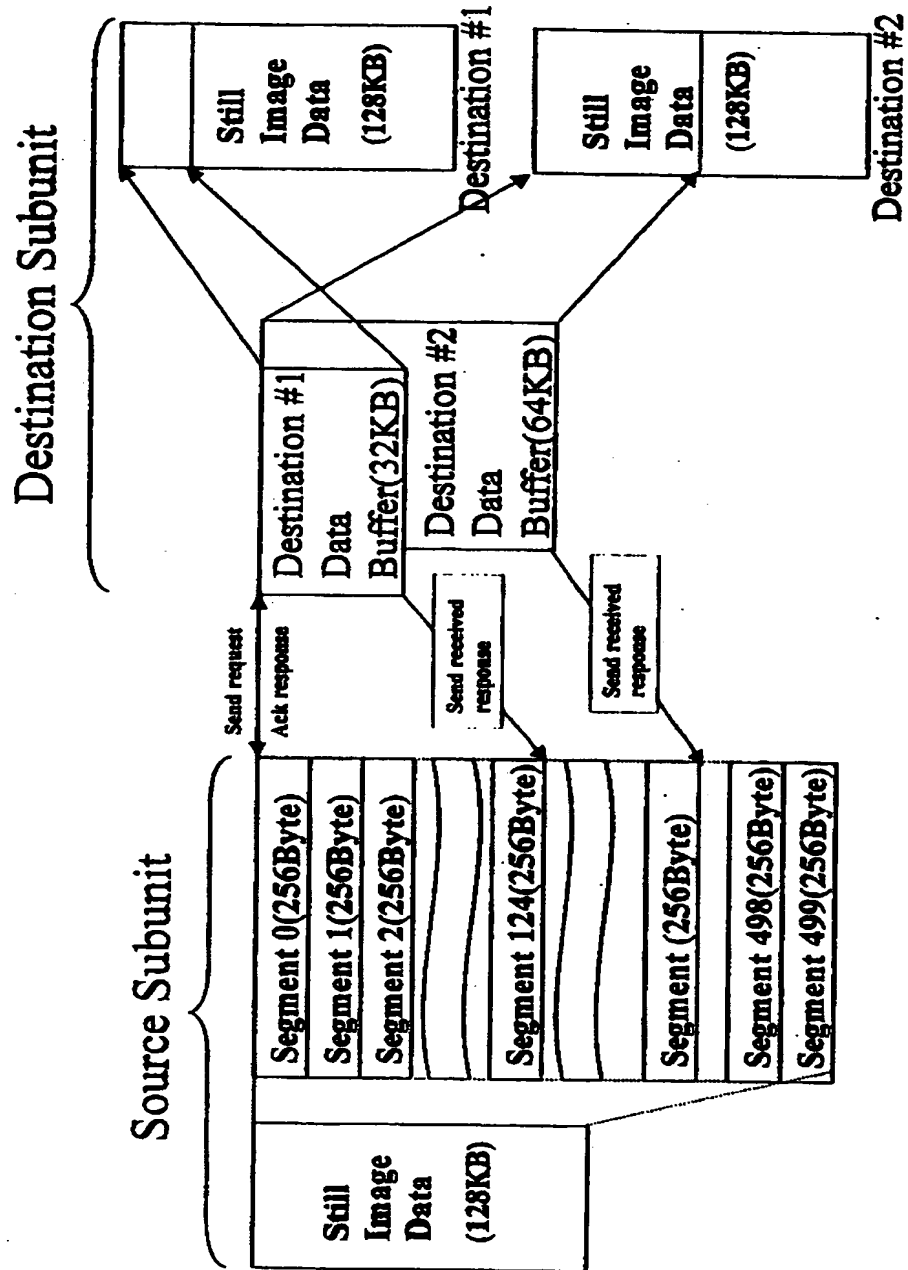 Source Subunit
Destination Subunit
Still
Image
Data
(128KB)
Segment 0(256Byte)
Segment 1(256Byte)
Segment 2(256Byte)
Segment 124(256Byte)
Segment (256Byte)
Segment 498(256Byte)
Segment 499(256Byte)
Send request
Ack response
Send received
response
Send received
response
Destination #1
Data
Buffer(32KB)
Destination #2
Data
Buffer(64KB)
Still
Image
Data
(128KB)
Destination #1
Still
Image
Data
(128KB)
Destination #2